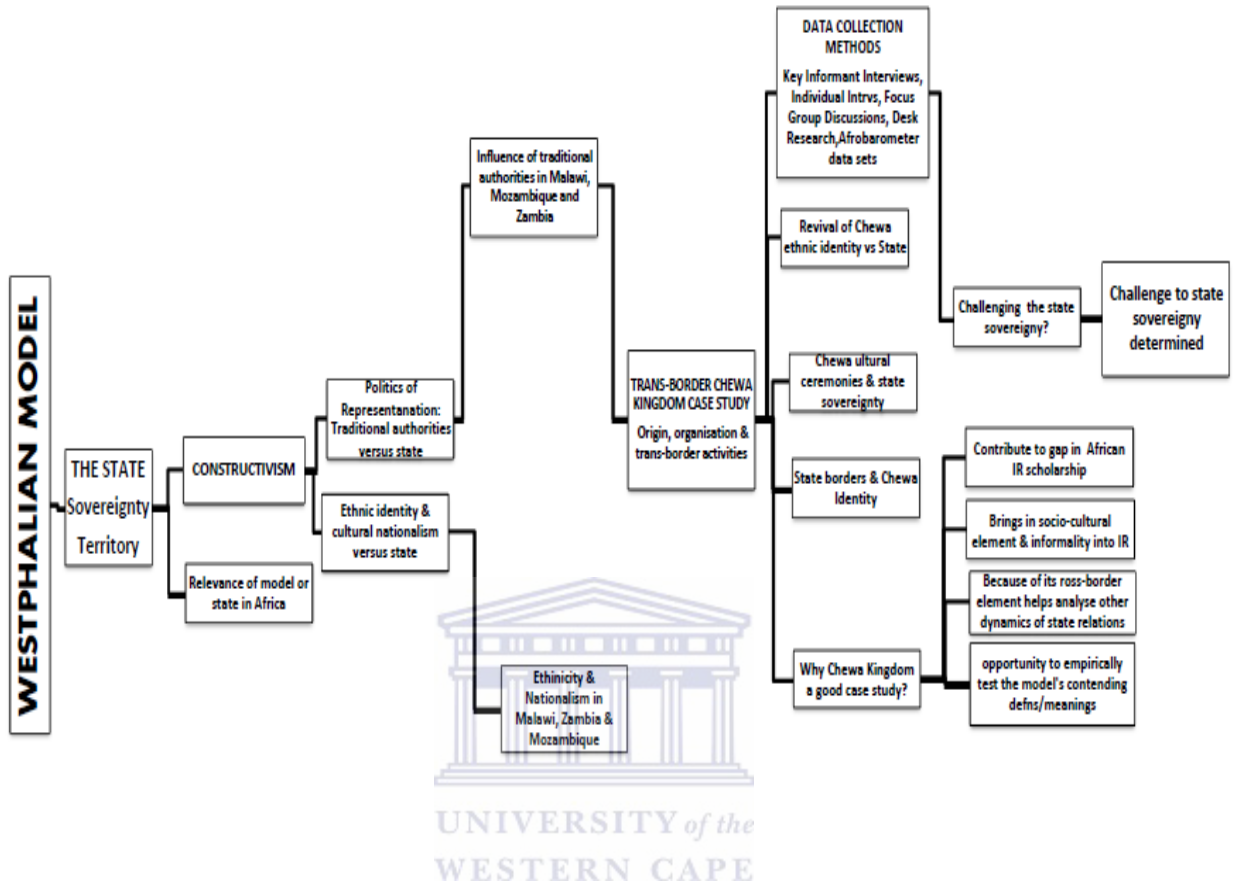 WESTPHALIAN MODEL
THE STATE
Sovereignty
Territory
CONSTRUCTIVISM
Relevance of model or
state in Africa
Politics of
Representanation:
Traditional authorities
versus state
Ethnic identity &
cultural nationalism
versus state
Influence of traditional
authorities in Malawi,
Mozambique and
Zambia
Ethinicity &
Nationalism in
Malawi, Zambia &
Mozambique
TRANS-BORDER CHEWA
KINGDOM CASE STUDY
Origin, organisation &
trans-border activities
DATA COLLECTION
METHODS
Key Informant Interviews,
Individual Intrvs, Focus
Group Discussions, Desk
Research,Afrobarometer
data sets
Revival of Chewa
ethnic identity vs State
Chewa ultural
ceremonies & state
sovereignty
State borders & Chewa
Identity
Why Chewa Kingdom
a good case study?
Challenging the state
sovereignty?
Challenge to state
sovereigny
determined
Contribute to gap in African
IR scholarship
Brings in socio-cultural
element & informality into IR
Because of its ross-border
element helps analyse other
dynamics of state relations
opportunity to empirically
test the model's contending
defns/meanings
UNIVERSITY of the
WESTERN CAPE